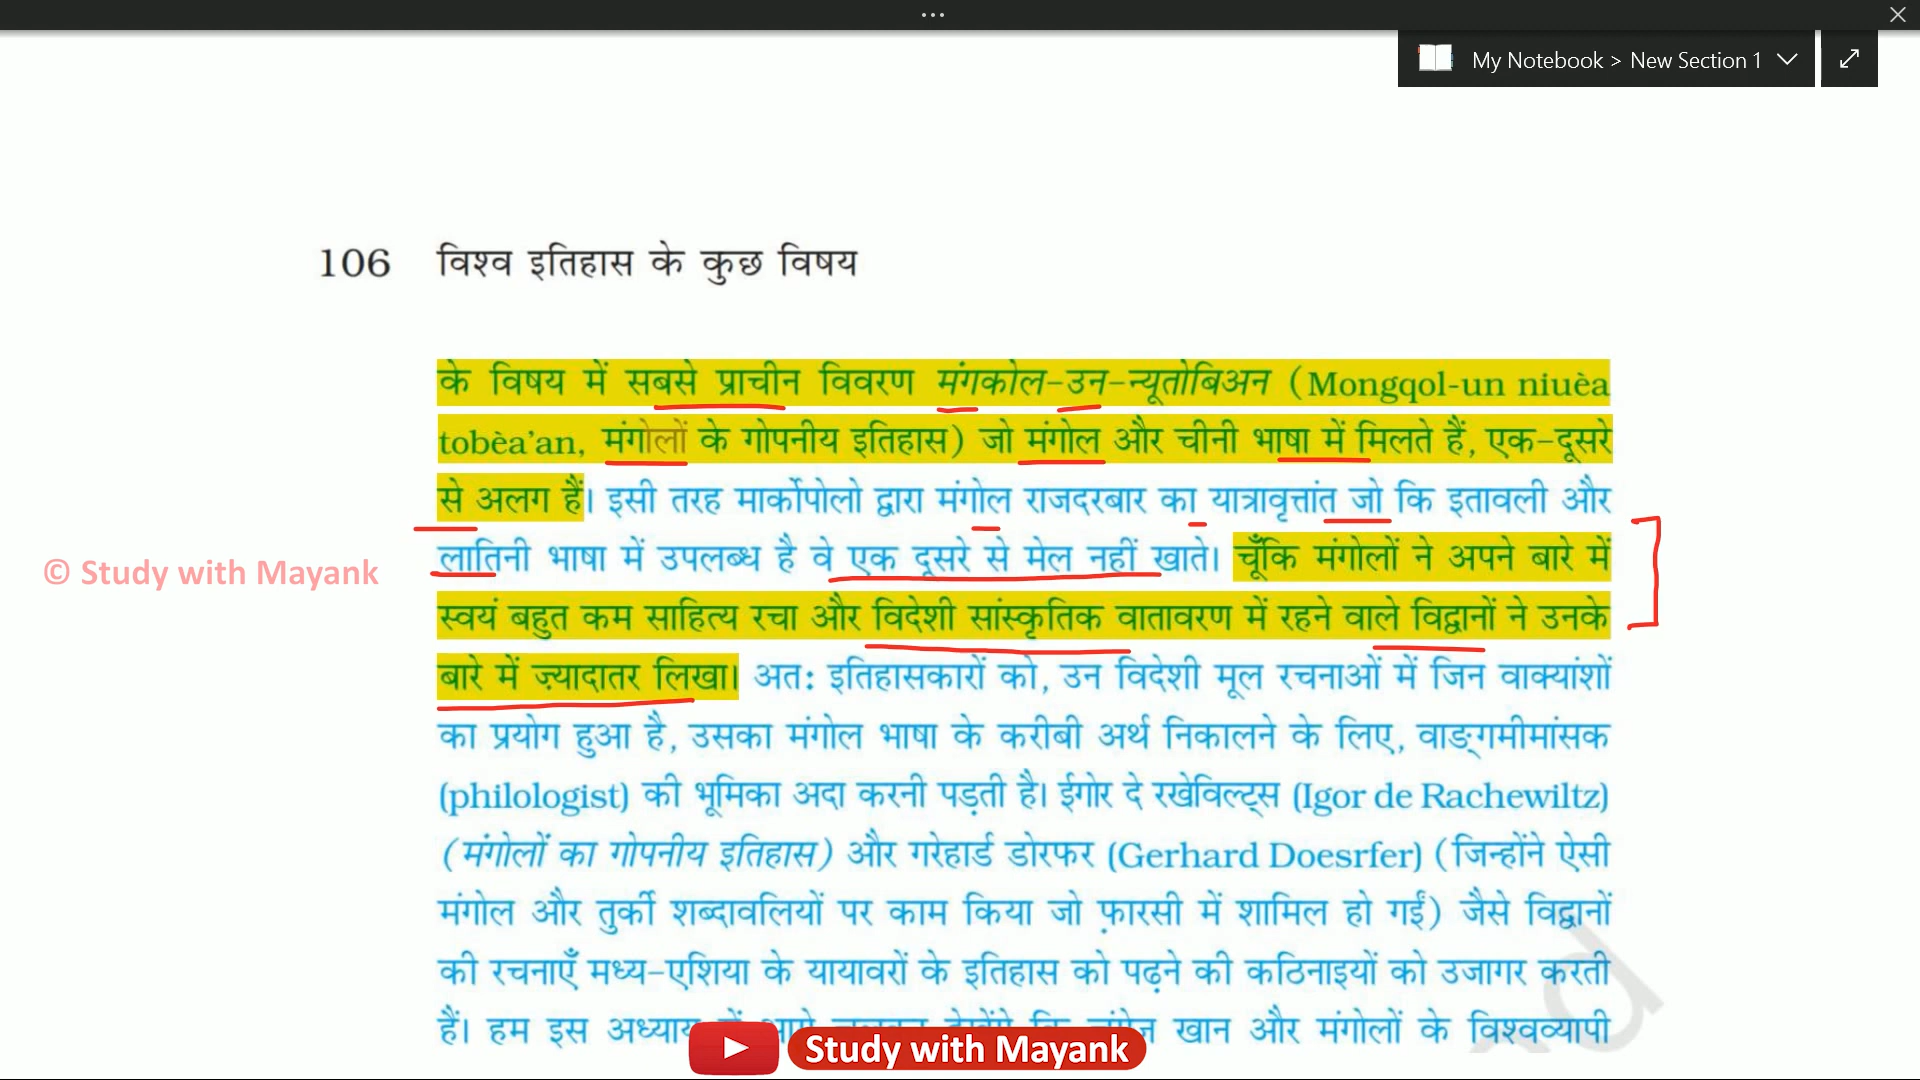 My Notebook > New Section 1
106 विश्व इतिहास के कुछ विषय
के विषय में सबसे प्राचीन विवरण मंगकोल-उन-न्यूतोबिअन (Mongqol-un niuèa
tobèa'an, मंगोलों के गोपनीय इतिहास) जो मंगोल और चीनी भाषा में मिलते हैं, एक-दूसरे
से अलग हैं। इसी तरह मार्कोपोलो द्वारा मंगोल राजदरबार का यात्रावृत्तांत जो कि इतावली और
लातिनी भाषा में उपलब्ध है वे एक दूसरे से मेल नहीं खाते। चूँकि मंगोलों ने अपने बारे में
© Study with Mayank
स्वयं बहुत कम साहित्य रचा और विदेशी सांस्कृतिक वातावरण में रहने वाले विद्वानों ने उनके
बारे में ज़्यादातर लिखा। अत: इतिहासकारों को, उन विदेशी मूल रचनाओं में जिन वाक्यांशों
का प्रयोग हुआ है, उसका मंगोल भाषा के करीबी अर्थ निकालने के लिए, वाङ्गमीमांसक
(philologist) की भूमिका अदा करनी पड़ती है। ईगोर दे रखेविल्ट्स (Igor de Rachewiltz)
(मंगोलों का गोपनीय इतिहास) और गरेहार्ड डोरफर (Gerhard Doesrfer) (जिन्होंने ऐसी
मंगोल और तुर्की शब्दावलियों पर काम किया जो फ़ारसी में शामिल हो गईं) जैसे विद्वानों
की रचनाएँ मध्य-एशिया के यायावरों के इतिहास को पढ़ने की कठिनाइयों को उजागर करती
हैं। हम इस अध्याय खान और मंगोलों के विश्वव्यापी
Study with Mayank